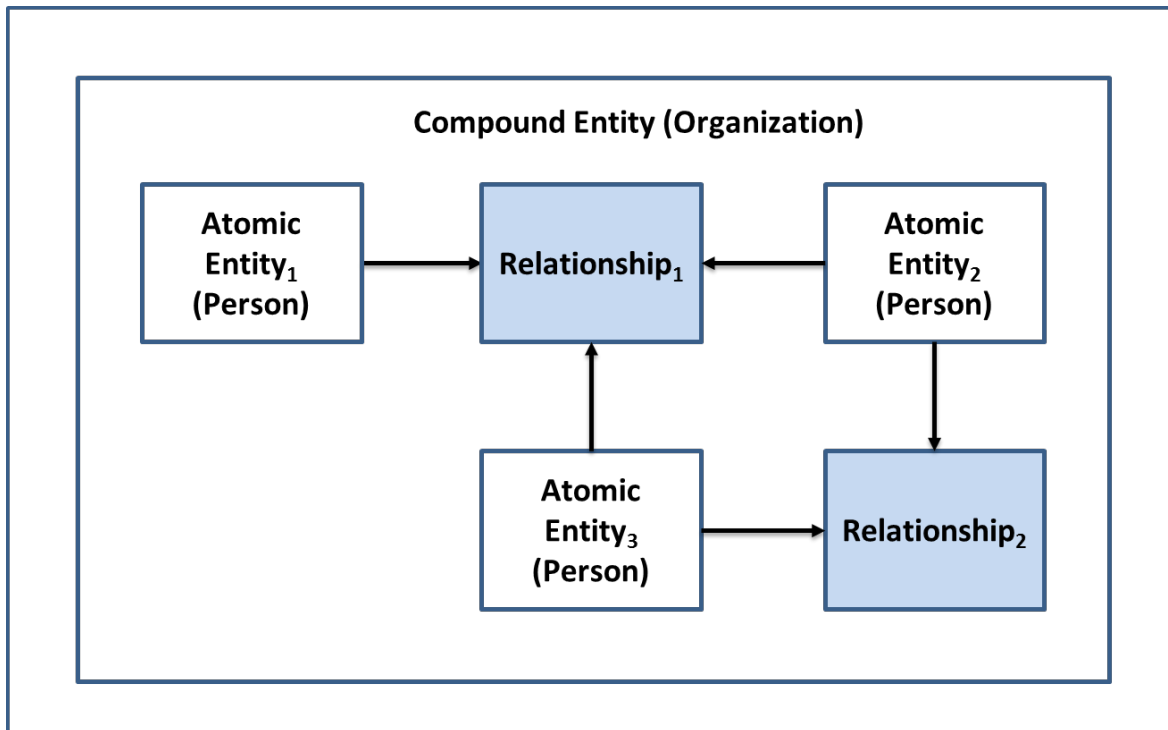 Compound Entity (Organization)
Atomic
Entity₁
(Person)
Relationship₁
Atomic
Entity₂
(Person)
Atomic
Entity₃
(Person)
Relationship₂